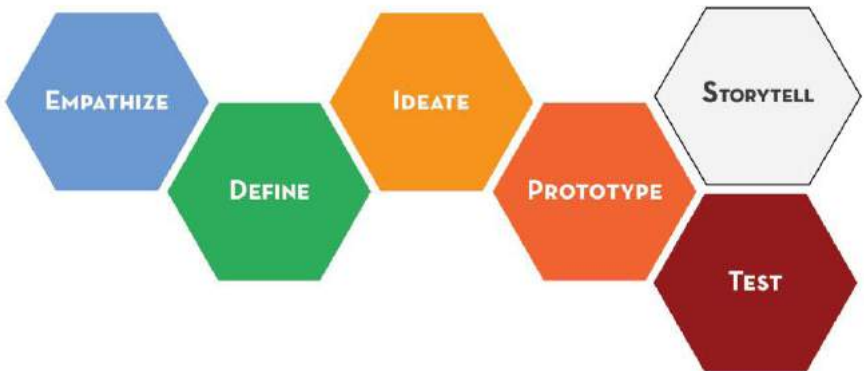 Empathize
Define
Ideate
Prototype
Storytell
Test